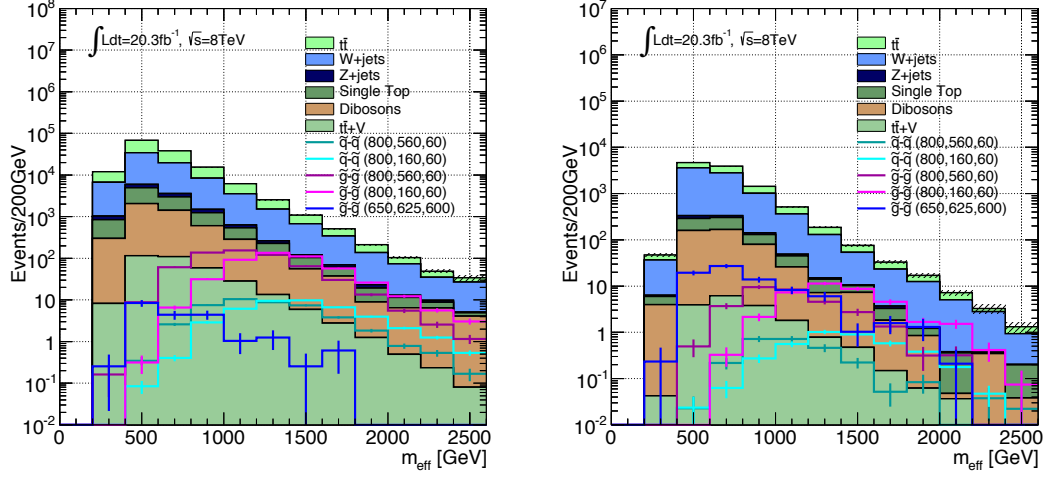 Events/200GeV
10⁸
10⁷
10⁶
10⁵
10⁴
10³
10²
10
1
10⁻¹
10⁻²
∫Ldt=20.3fb⁻¹, √s=8TeV
tt̄
W+jets
Z+jets
Single Top
Dibosons
tt̄+V
q̃-q̃ (800,560,60)
q̃-q̃ (800,160,60)
g̃-g̃ (800,560,60)
g̃-g̃ (800,160,60)
g̃-g̃ (650,625,600)
0 500 1000 1500 2000 2500
m_eff [GeV]
Events/200GeV
10⁷
10⁶
10⁵
10⁴
10³
10²
10
1
10⁻¹
10⁻²
∫Ldt=20.3fb⁻¹, √s=8TeV
tt̄
W+jets
Z+jets
Single Top
Dibosons
tt̄+V
q̃-q̃ (800,560,60)
q̃-q̃ (800,160,60)
g̃-g̃ (800,560,60)
g̃-g̃ (800,160,60)
g̃-g̃ (650,625,600)
0 500 1000 1500 2000 2500
m_eff [GeV]